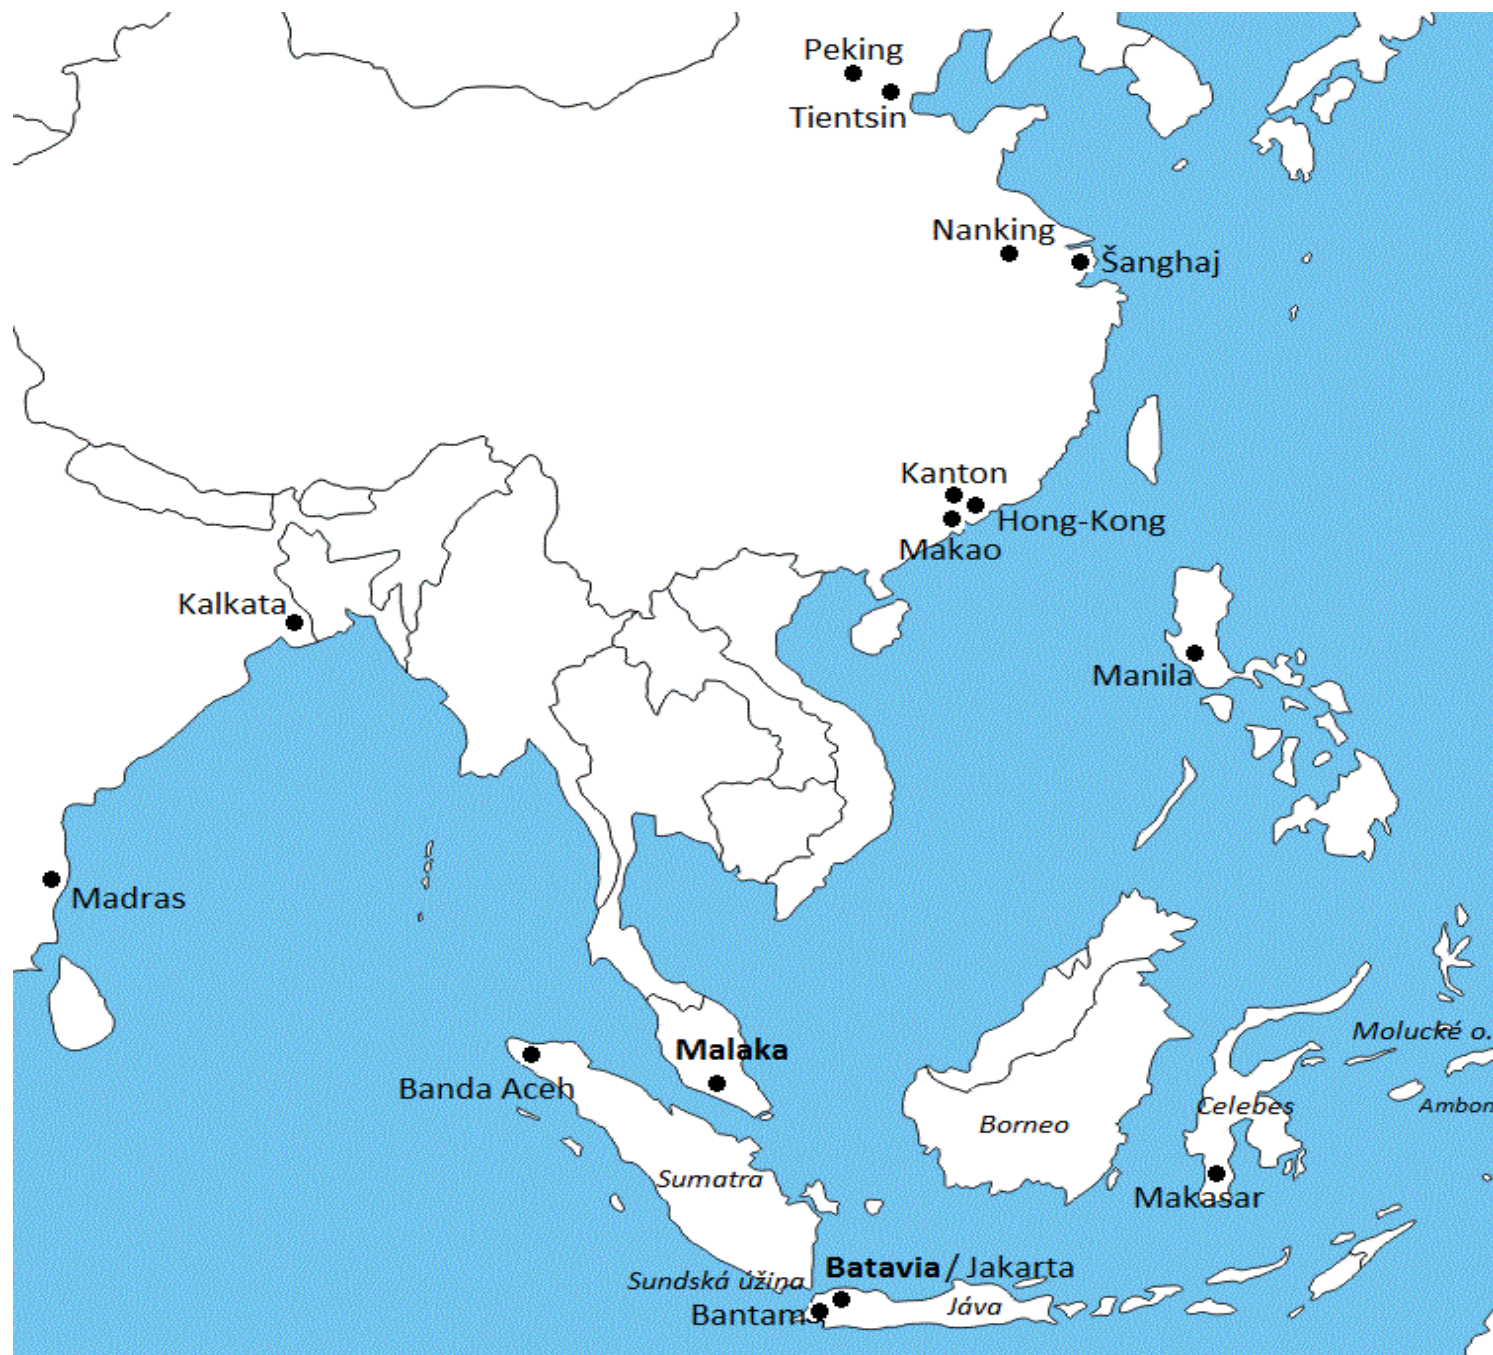 Peking
Tientsin
Nanking
Šanghaj
Kanton
Hong-Kong
Makao
Kalkata
Manila
Madras
Molucké o.
Malaka
Banda Aceh
Celebes
Ambon
Borneo
Sumatra
Makasar
Batavia / Jakarta
Sundská úžina
Jáva
Bantam